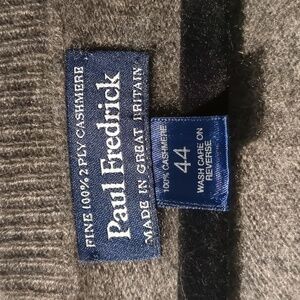 FINE 100% 2 PLY CASHMERE
Paul Fredrick
MADE IN GREAT BRITAIN
100% CASHMERE
44
WASH CARE ON
REVERSE